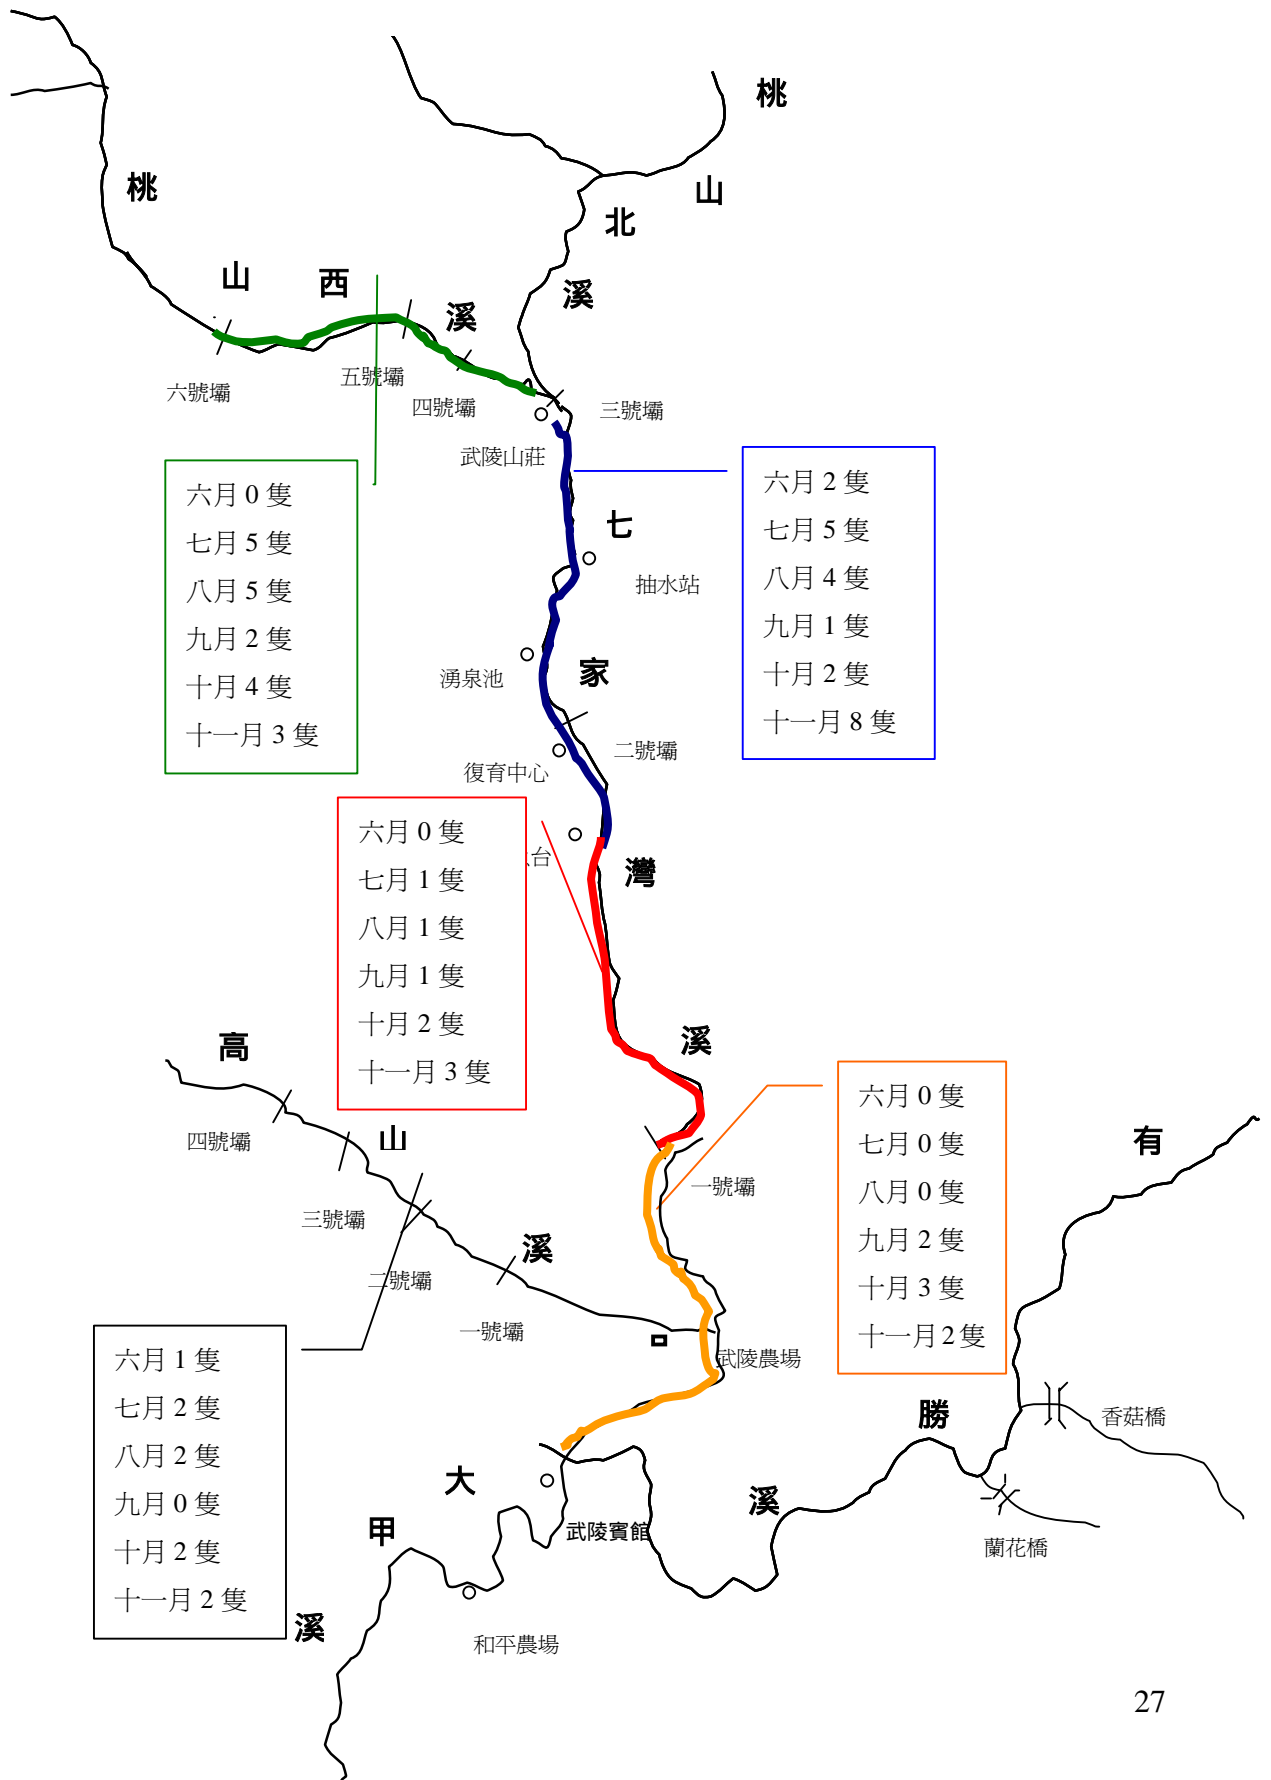 桃
山
北
溪
桃
山
西
溪
六號壩
五號壩
四號壩
三號壩
武陵山莊
六月 0 隻
七月 5 隻
八月 5 隻
九月 2 隻
十月 4 隻
十一月 3 隻
六月 2 隻
七月 5 隻
八月 4 隻
九月 1 隻
十月 2 隻
十一月 8 隻
七
家
灣
溪
抽水站
湧泉池
二號壩
復育中心
台
六月 0 隻
七月 1 隻
八月 1 隻
九月 1 隻
十月 2 隻
十一月 3 隻
高
山
溪
四號壩
三號壩
二號壩
一號壩
一號壩
六月 0 隻
七月 0 隻
八月 0 隻
九月 2 隻
十月 3 隻
十一月 2 隻
有
勝
溪
武陵農場
香菇橋
蘭花橋
六月 1 隻
七月 2 隻
八月 2 隻
九月 0 隻
十月 2 隻
十一月 2 隻
大
甲
溪
武陵賓館
和平農場
27